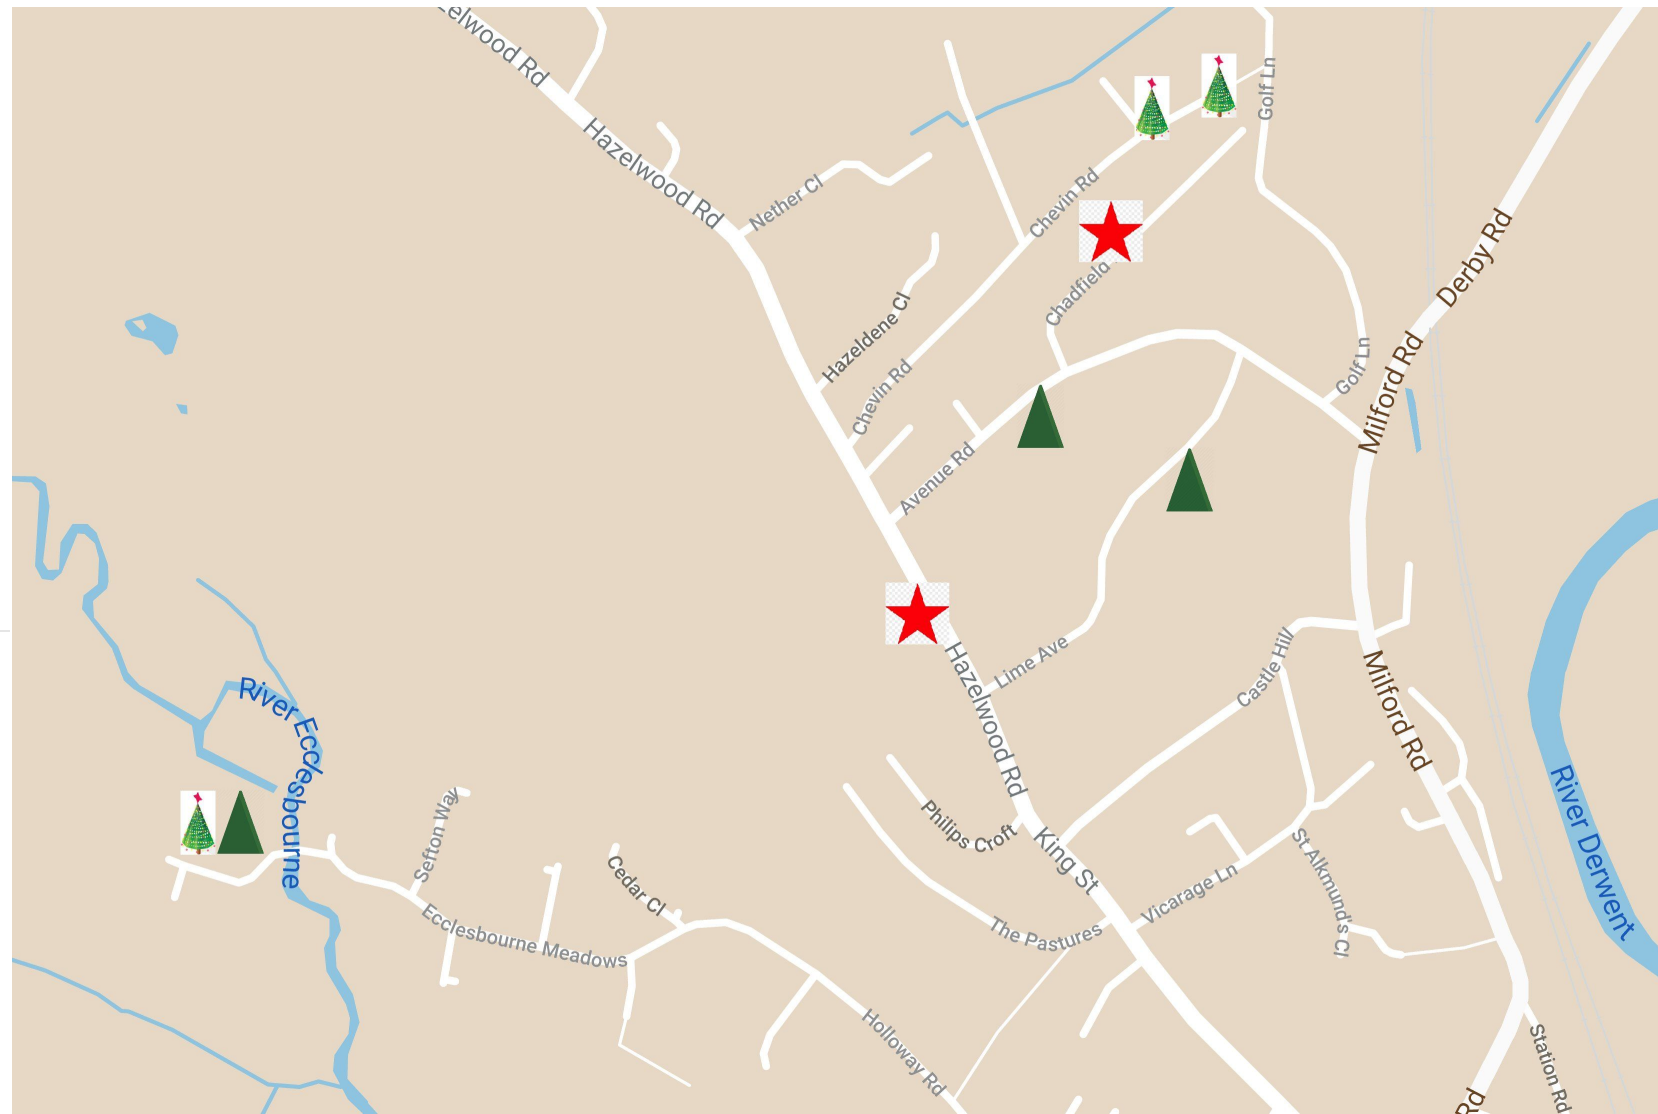 zelwood Rd
Golf Ln
Hazelwood Rd
Nether Cl
Chevin Rd
Derby Rd
Chadfield
Hazeldene Cl
Milford Rd
Golf Ln
Chevin Rd
Avenue Rd
Lime Ave
Castle Hill
Hazelwood Rd
Milford Rd
River Ecclesbourne
Sefton Way
Philips Croft
King St
River Derwent
Cedar Cl
St Alkmund's Cl
Vicarage Ln
Ecclesbourne Meadows
The Pastures
Holloway Rd
Station Rd
Rd